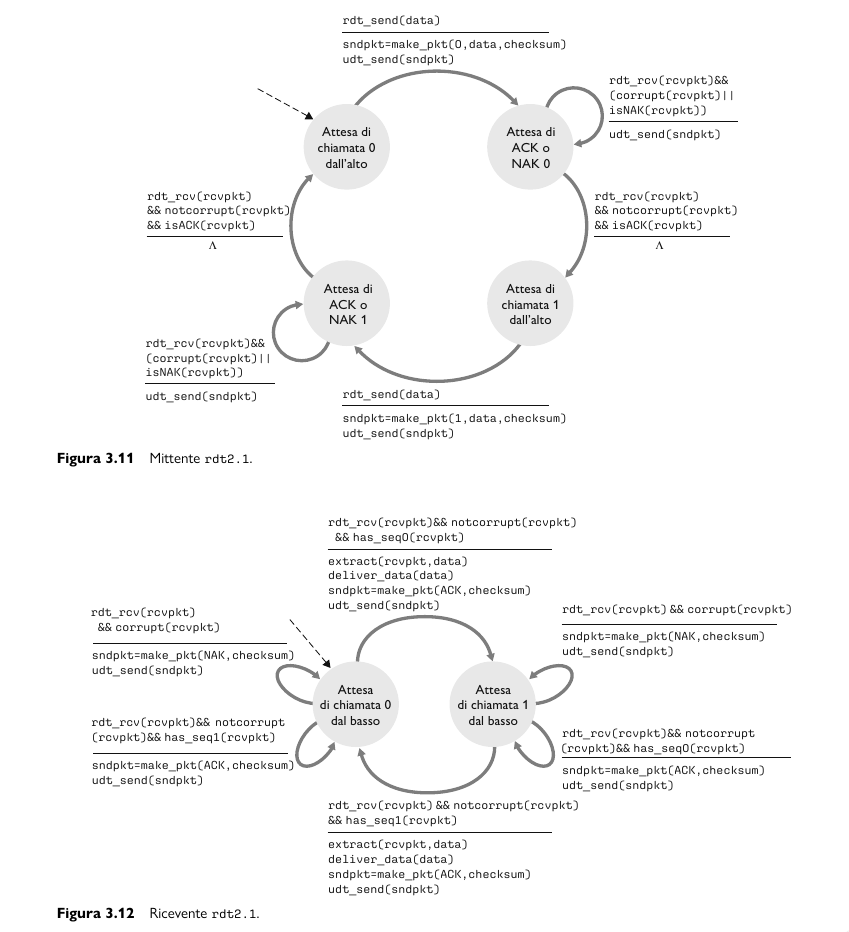 rdt_send(data)
sndpkt=make_pkt(0,data,checksum)
udt_send(sndpkt)
Attesa di
chiamata 0
dall'alto
Attesa di
ACK o
NAK 0
rdt_rcv(rcvpkt)&&
(corrupt(rcvpkt)||
isNAK(rcvpkt))
udt_send(sndpkt)
rdt_rcv(rcvpkt)
&& notcorrupt(rcvpkt)
&& isACK(rcvpkt)
Λ
rdt_rcv(rcvpkt)
&& notcorrupt(rcvpkt)
&& isACK(rcvpkt)
Λ
Attesa di
ACK o
NAK 1
Attesa di
chiamata 1
dall'alto
rdt_rcv(rcvpkt)&&
(corrupt(rcvpkt)||
isNAK(rcvpkt))
udt_send(sndpkt)
rdt_send(data)
sndpkt=make_pkt(1,data,checksum)
udt_send(sndpkt)
Figura 3.11 Mittente rdt2.1.
rdt_rcv(rcvpkt)&& notcorrupt(rcvpkt)
&& has_seq0(rcvpkt)
extract(rcvpkt,data)
deliver_data(data)
sndpkt=make_pkt(ACK,checksum)
udt_send(sndpkt)
rdt_rcv(rcvpkt)
&& corrupt(rcvpkt)
sndpkt=make_pkt(NAK,checksum)
udt_send(sndpkt)
rdt_rcv(rcvpkt) && corrupt(rcvpkt)
sndpkt=make_pkt(NAK,checksum)
udt_send(sndpkt)
Attesa
di chiamata 0
dal basso
Attesa
di chiamata 1
dal basso
rdt_rcv(rcvpkt)&& notcorrupt
(rcvpkt)&& has_seq1(rcvpkt)
sndpkt=make_pkt(ACK,checksum)
udt_send(sndpkt)
rdt_rcv(rcvpkt)&& notcorrupt
(rcvpkt)&& has_seq0(rcvpkt)
sndpkt=make_pkt(ACK,checksum)
udt_send(sndpkt)
rdt_rcv(rcvpkt) && notcorrupt(rcvpkt)
&& has_seq1(rcvpkt)
extract(rcvpkt,data)
deliver_data(data)
sndpkt=make_pkt(ACK,checksum)
udt_send(sndpkt)
Figura 3.12 Ricevente rdt2.1.